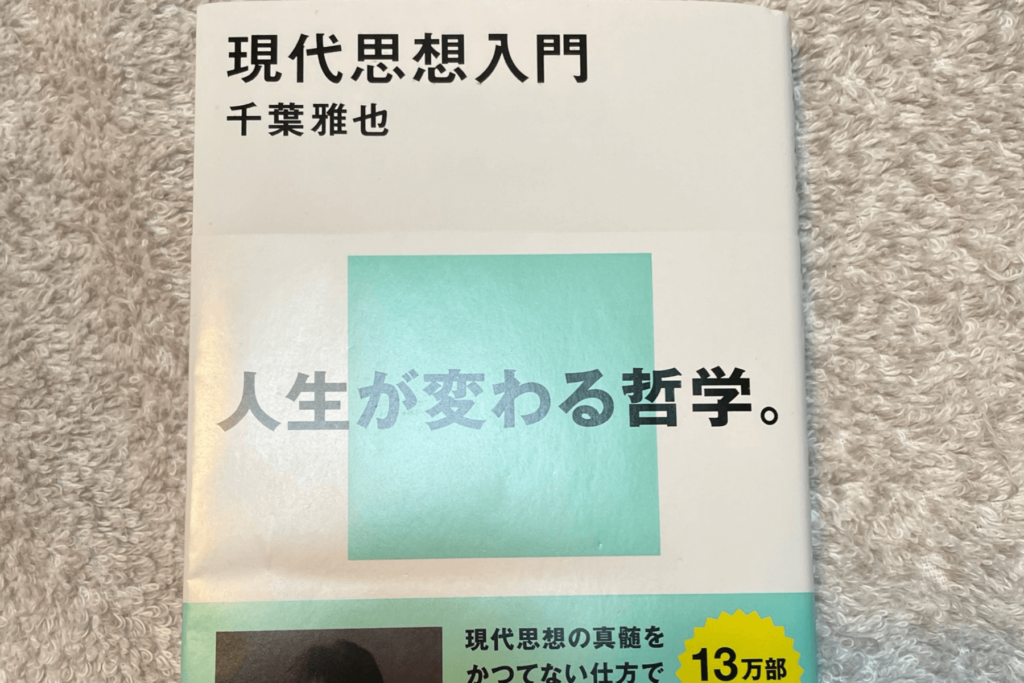 現代思想入門
千葉雅也
人生が変わる哲学。
現代思想の真髄を
かつてない仕方で
13万部